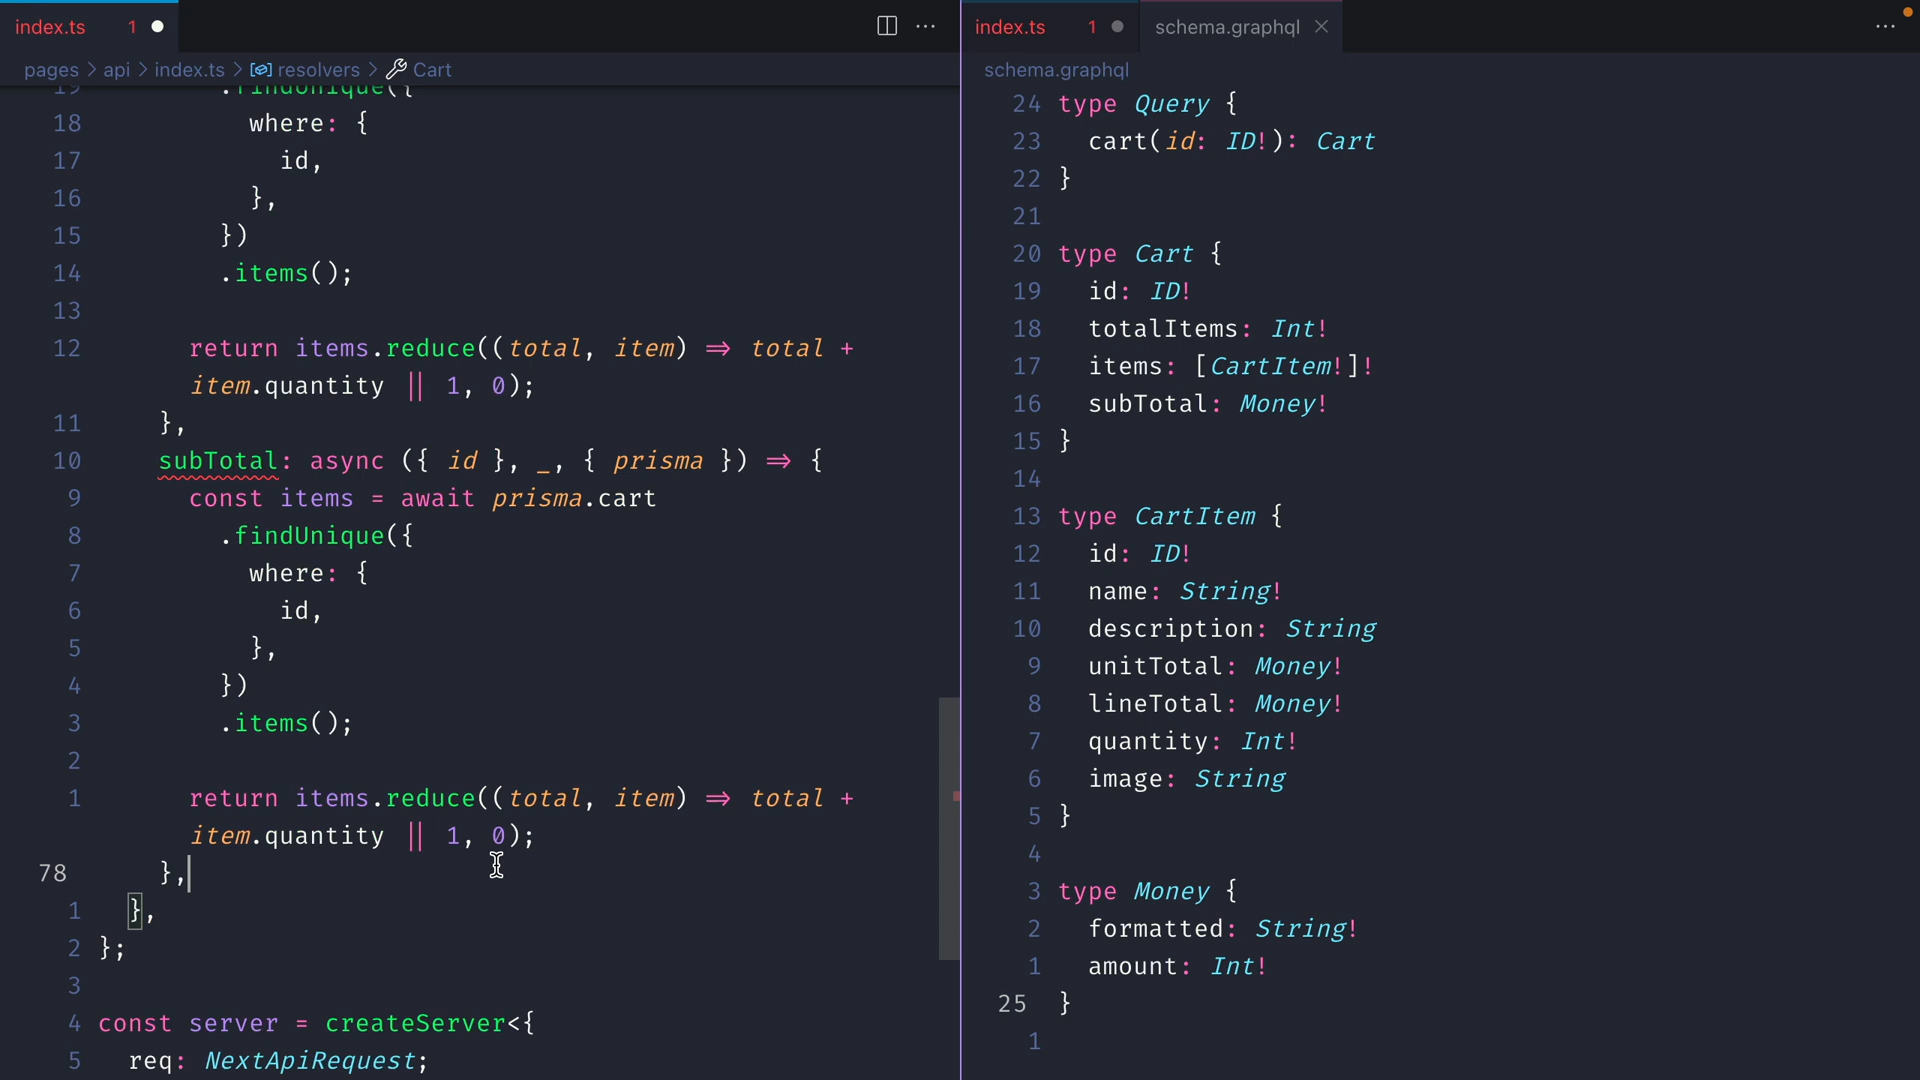 index.ts 1
pages > api > index.ts > resolvers > Cart
19 .findUnique({
18 where: {
17 id,
16 },
15 })
14 .items();
13
12 return items.reduce((total, item) ⇒ total +
item.quantity || 1, 0);
11 },
10 subTotal: async ({ id }, _, { prisma }) ⇒ {
9 const items = await prisma.cart
8 .findUnique({
7 where: {
6 id,
5 },
4 })
3 .items();
2
1 return items.reduce((total, item) ⇒ total +
item.quantity || 1, 0);
78 },
1 },
2 };
3
4 const server = createServer<{
5 req: NextApiRequest;
index.ts 1 schema.graphql
schema.graphql
24 type Query {
23 cart(id: ID!): Cart
22 }
21
20 type Cart {
19 id: ID!
18 totalItems: Int!
17 items: [CartItem!]!
16 subTotal: Money!
15 }
14
13 type CartItem {
12 id: ID!
11 name: String!
10 description: String
9 unitTotal: Money!
8 lineTotal: Money!
7 quantity: Int!
6 image: String
5 }
4
3 type Money {
2 formatted: String!
1 amount: Int!
25 }
1